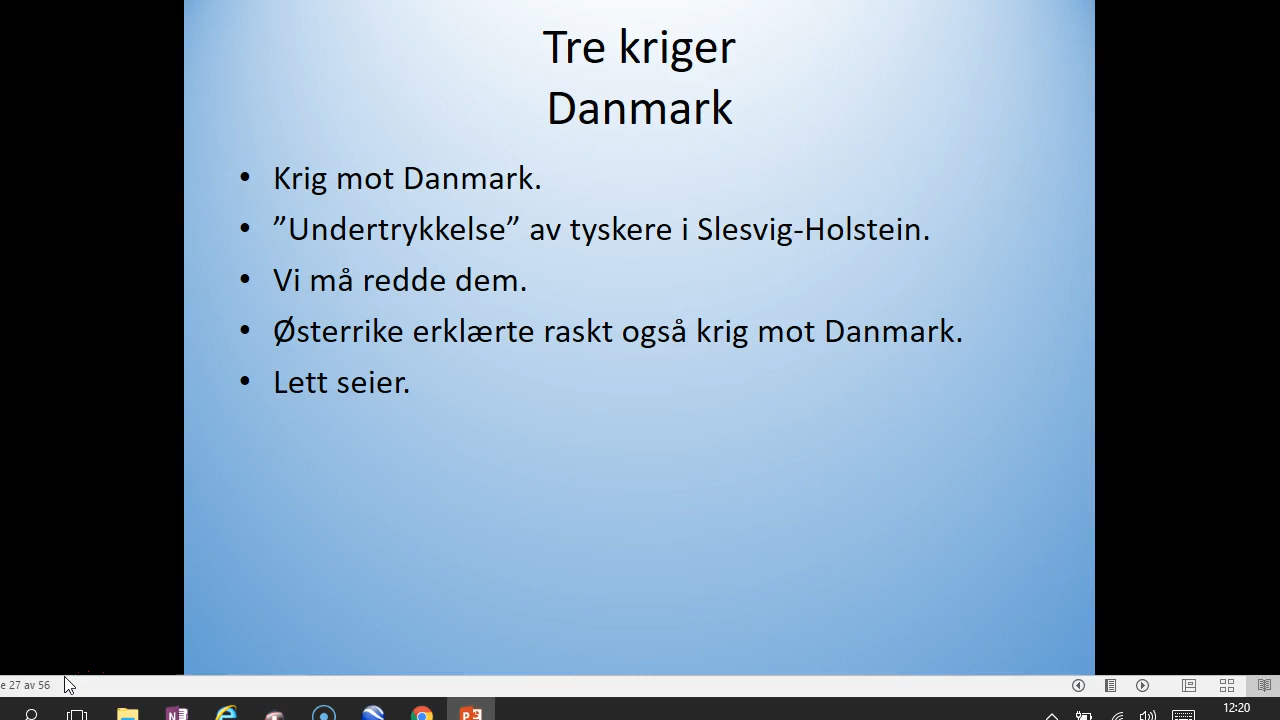 Tre kriger
Danmark
• Krig mot Danmark.
• ”Undertrykkelse” av tyskere i Slesvig-Holstein.
• Vi må redde dem.
• Østerrike erklærte raskt også krig mot Danmark.
• Lett seier.
e 27 av 56
12:20